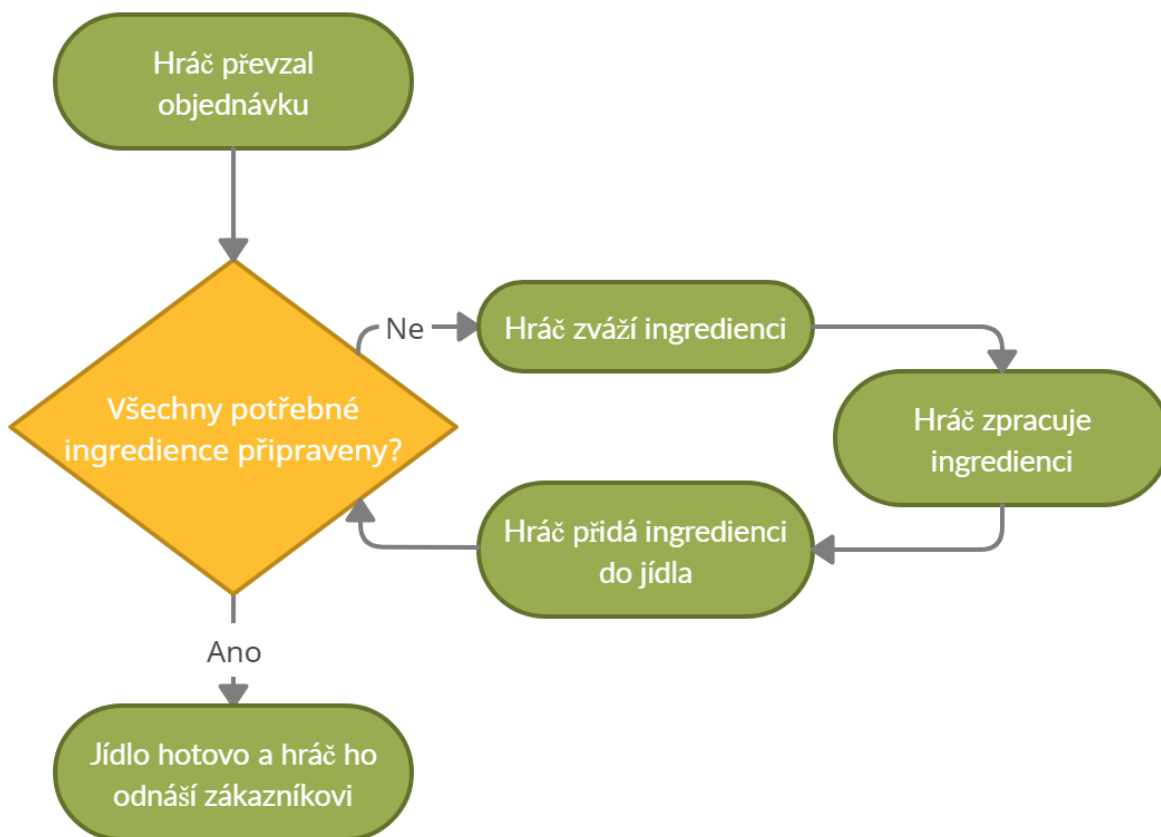 Hráč převzal
objednávku
Ne
Hráč zváží ingredienci
Všechny potřebné
ingredience připraveny?
Hráč zpracuje
ingredienci
Hráč přidá ingredienci
do jídla
Ano
Jídlo hotovo a hráč ho
odnáší zákazníkovi